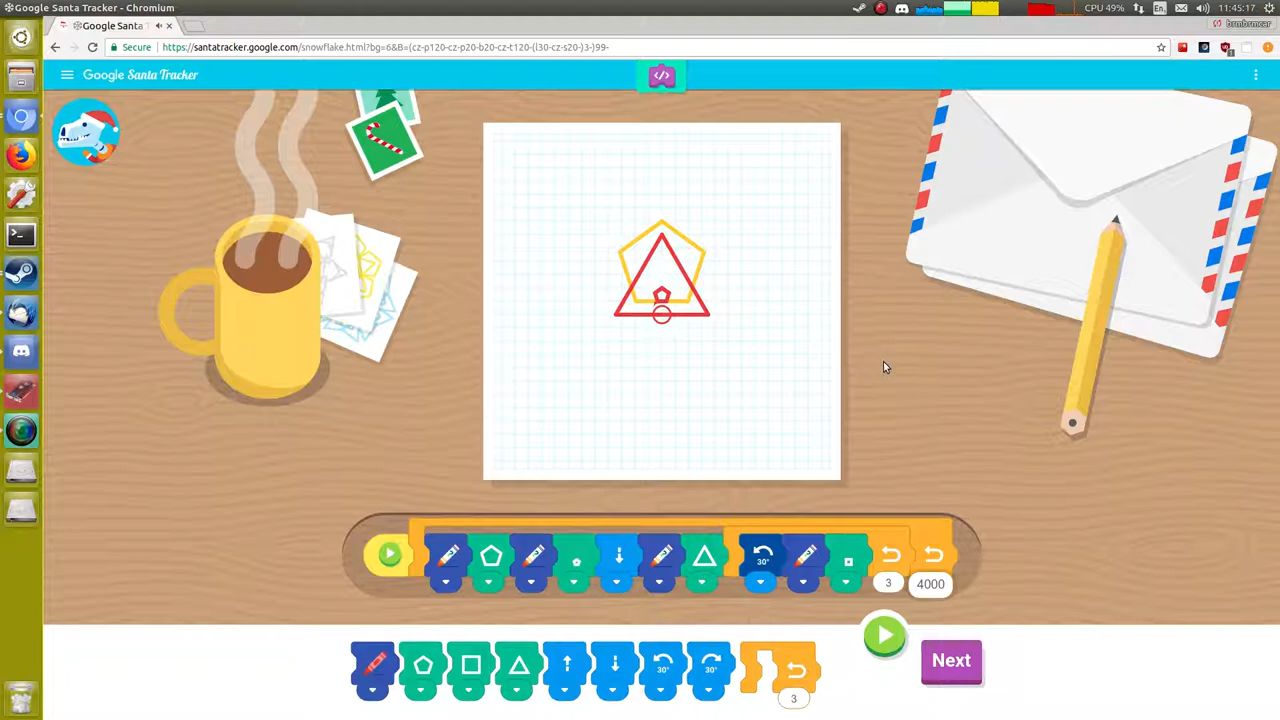 Google Santa Tracker - Chromium
En
CPU 49%
11:45:17
Google Santa T
brmbrmcar
Secure
https://santatracker.google.com/snowflake.html?bg=6&B=(cz-p120-cz-p20-b20-cz-t120-(l30-cz-s20-)3-)99-
Google Santa Tracker
</>
30°
3
4000
30°
30°
3
Next